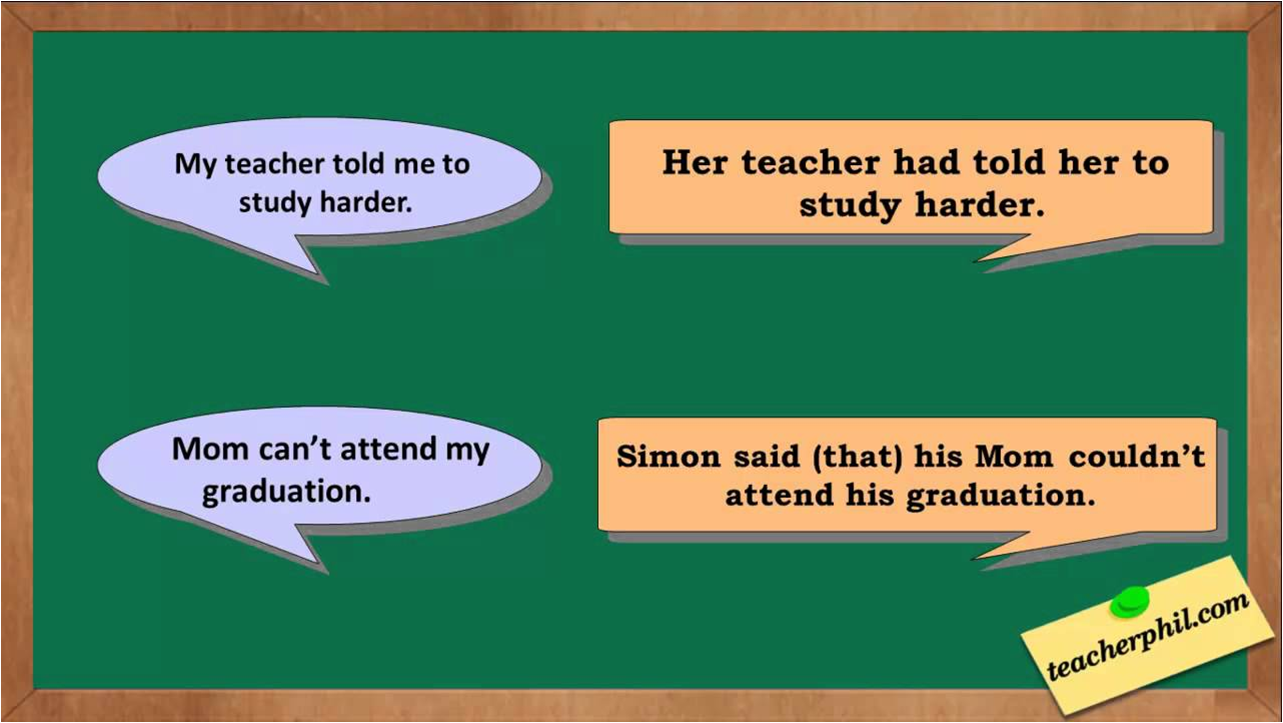 My teacher told me to
study harder.
Her teacher had told her to
study harder.
Mom can't attend my
graduation.
Simon said (that) his Mom couldn't
attend his graduation.
teacherphil.com